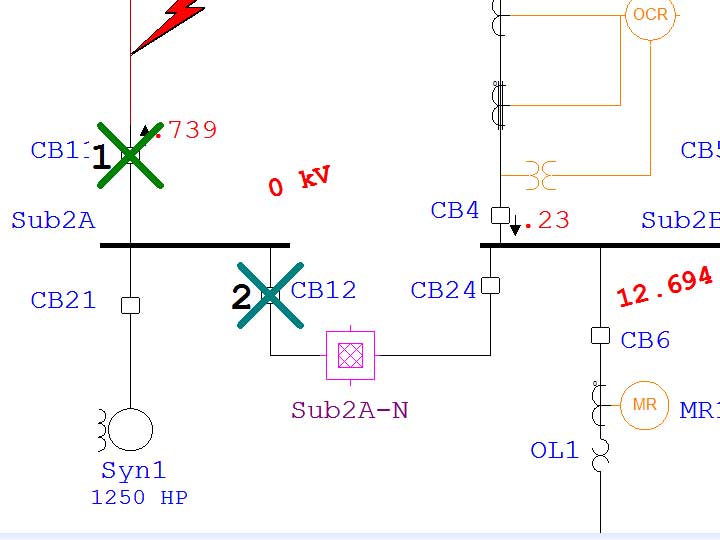 OCR
.739
CB11
1
CB5
0 kV
CB4
.23
Sub2A
Sub2B
2
CB12
CB24
12.694
CB21
CB6
Sub2A-N
MR
MR1
OL1
Syn1
1250 HP